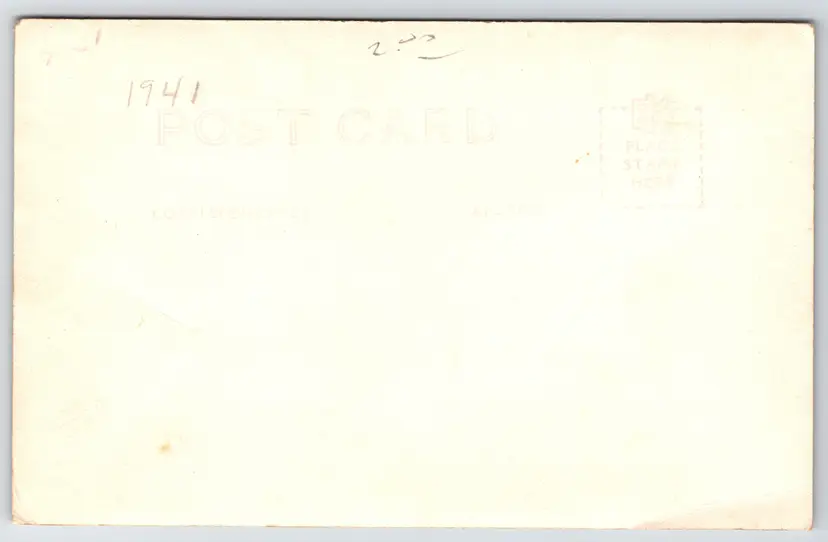 2.00
1941
POST CARD
PLACE
STAMP
HERE
CORRESPONDENCE
ADDRESS